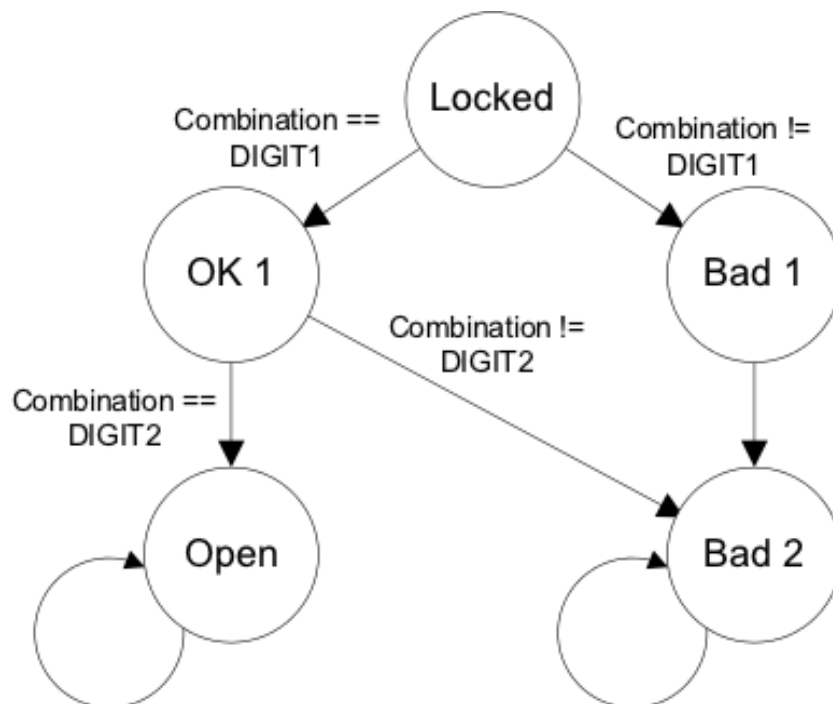 Locked
Combination ==
DIGIT1
Combination !=
DIGIT1
OK 1
Bad 1
Combination !=
DIGIT2
Combination ==
DIGIT2
Open
Bad 2